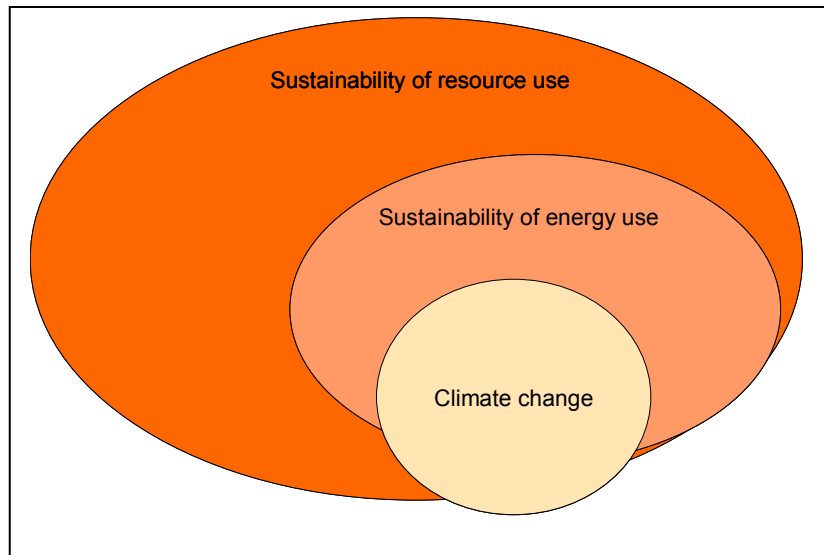 Sustainability of resource use
Sustainability of energy use
Climate change